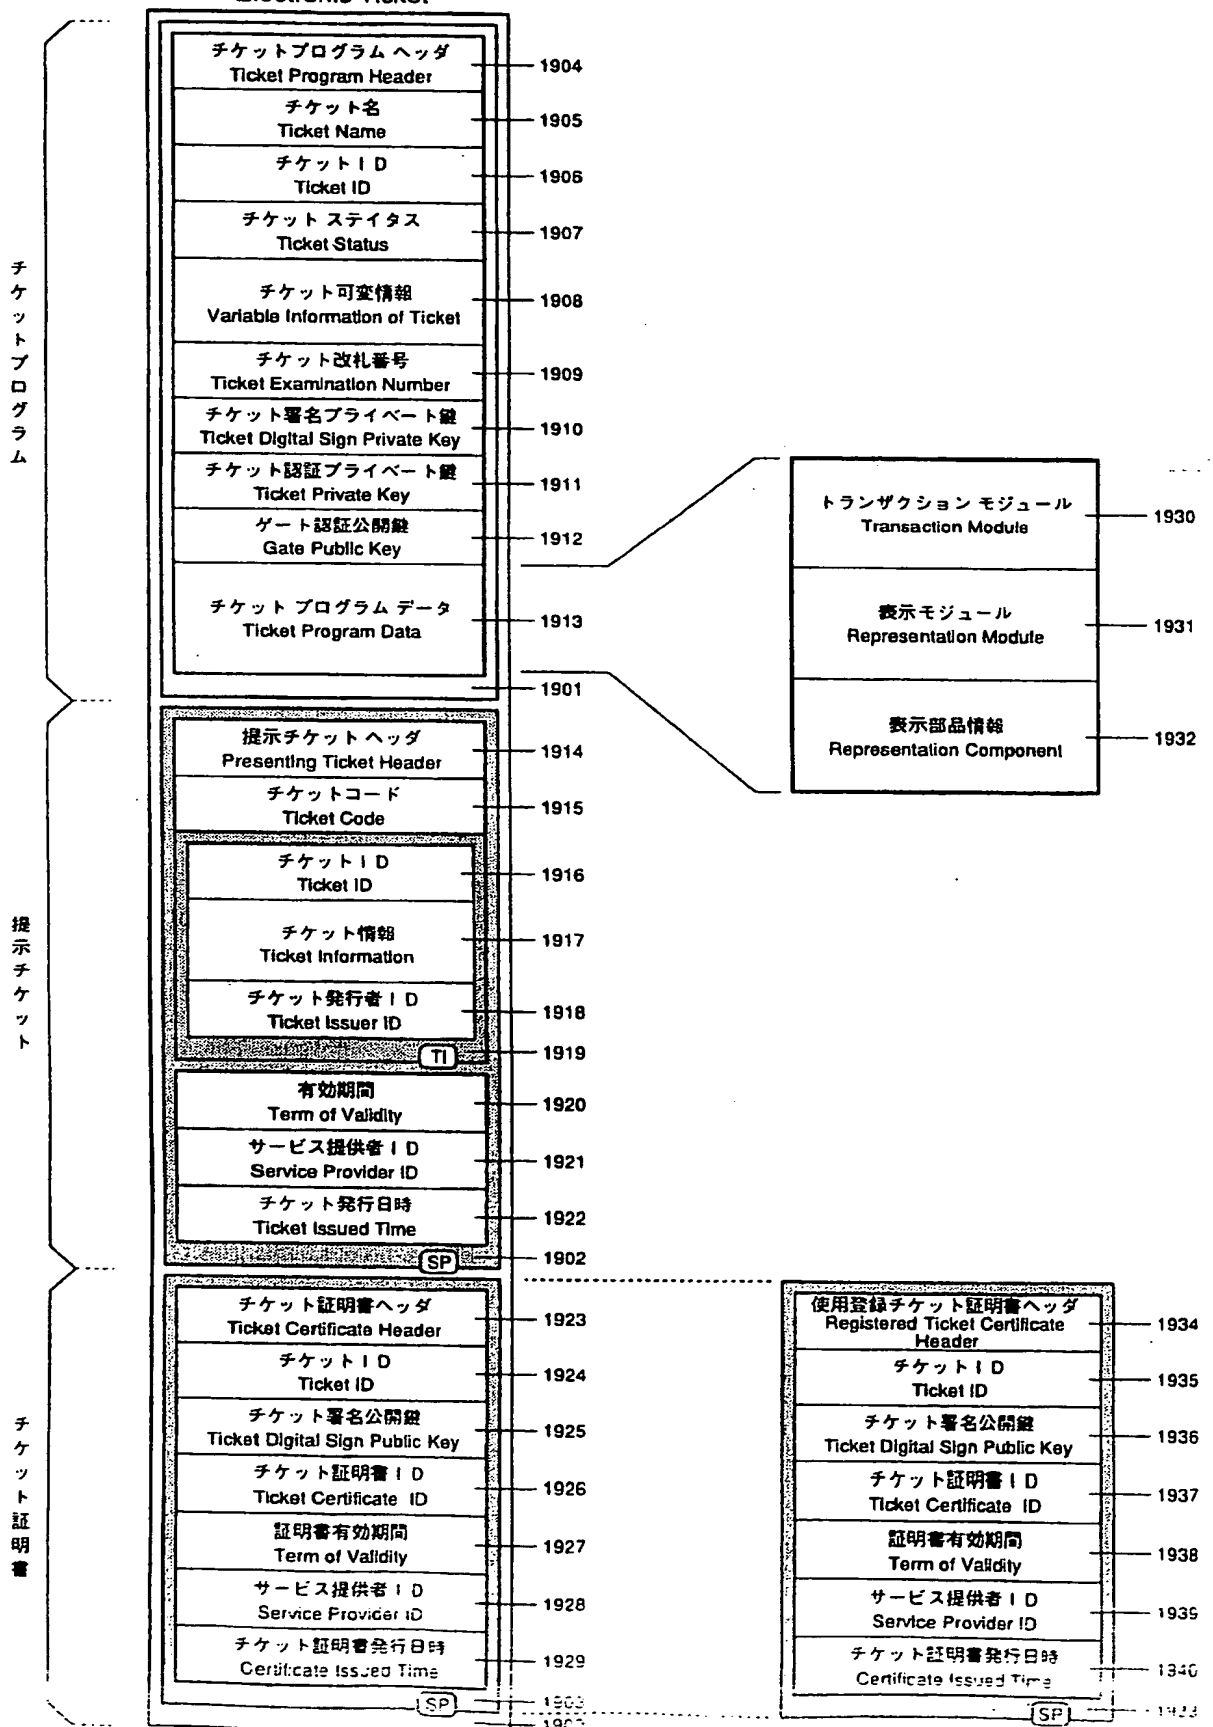 チケットプログラム ヘッダ
Ticket Program Header
1904
チケット名
Ticket Name
1905
チケットID
Ticket ID
1906
チケット ステイタス
Ticket Status
1907
チケット可変情報
Variable Information of Ticket
1908
チケット改札番号
Ticket Examination Number
1909
チケット署名プライベート鍵
Ticket Digital Sign Private Key
1910
チケット認証プライベート鍵
Ticket Private Key
1911
ゲート認証公開鍵
Gate Public Key
1912
チケット プログラム データ
Ticket Program Data
1913
1901
チケットプログラム
トランザクション モジュール
Transaction Module
1930
表示モジュール
Representation Module
1931
表示部品情報
Representation Component
1932
提示チケット ヘッダ
Presenting Ticket Header
1914
チケットコード
Ticket Code
1915
チケットID
Ticket ID
1916
チケット情報
Ticket Information
1917
チケット発行者ID
Ticket Issuer ID
1918
TI
1919
有効期間
Term of Validity
1920
サービス提供者ID
Service Provider ID
1921
チケット発行日時
Ticket Issued Time
1922
SP
1902
提示チケット
チケット証明書ヘッダ
Ticket Certificate Header
1923
チケットID
Ticket ID
1924
チケット署名公開鍵
Ticket Digital Sign Public Key
1925
チケット証明書ID
Ticket Certificate ID
1926
証明書有効期間
Term of Validity
1927
サービス提供者ID
Service Provider ID
1928
チケット証明書発行日時
Certificate Issued Time
1929
SP
1903
チケット証明書
使用登録チケット証明書ヘッダ
Registered Ticket Certificate
Header
1934
チケットID
Ticket ID
1935
チケット署名公開鍵
Ticket Digital Sign Public Key
1936
チケット証明書ID
Ticket Certificate ID
1937
証明書有効期間
Term of Validity
1938
サービス提供者ID
Service Provider ID
1939
チケット証明書発行日時
Certificate Issued Time
1940
SP